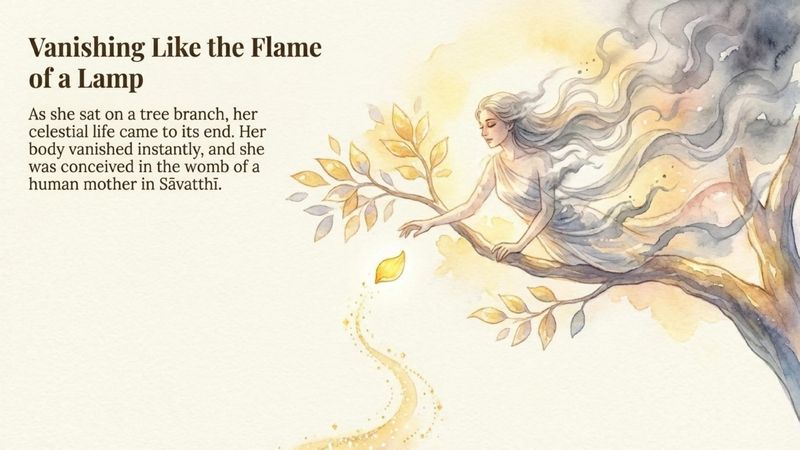 Vanishing Like the Flame
of a Lamp
As she sat on a tree branch, her
celestial life came to its end. Her
body vanished instantly, and she
was conceived in the womb of a
human mother in Sāvatthī.